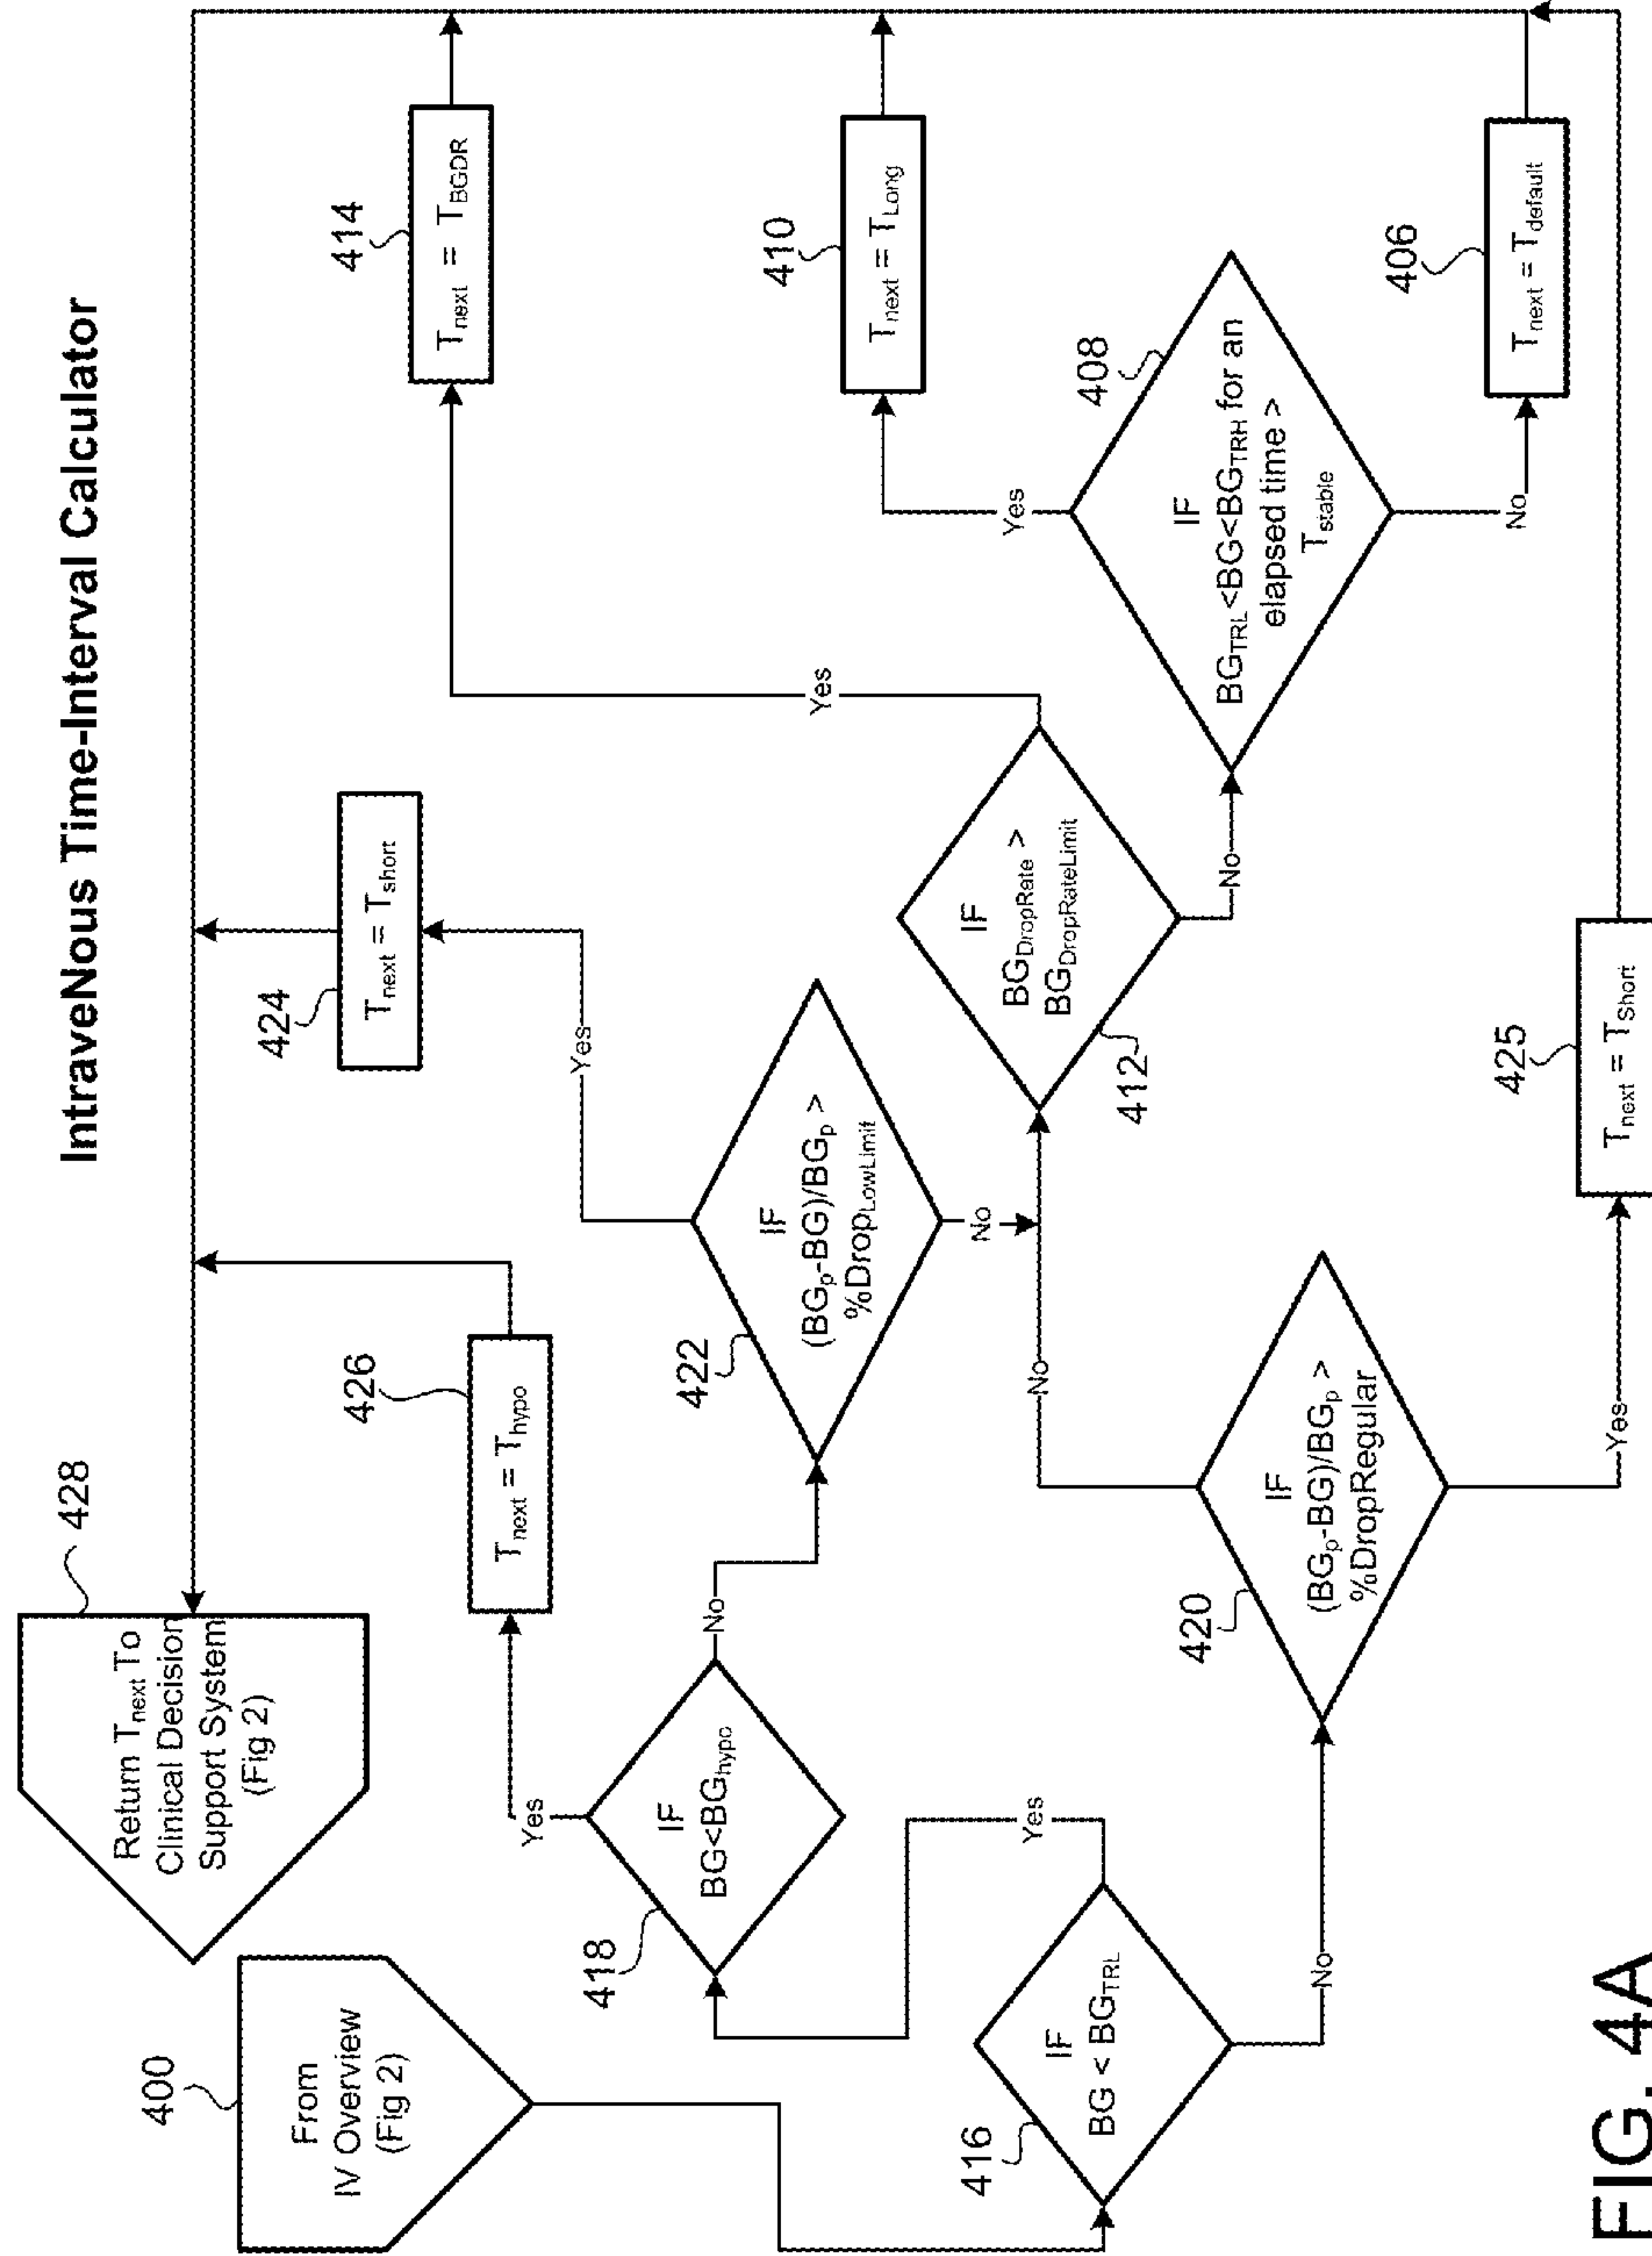 IntraveNous Time-Interval Calculator
400
From
IV Overview
(Fig 2)
428
Return Tnext To
Clinical Decision
Support System
(Fig 2)
416
IF
BG < BGTRL
Yes
No
418
IF
BG<BGhypo
Yes
No
426
Tnext = Thypo
422
IF
(BGp-BG)/BGp >
%DropLowLimit
Yes
No
424
Tnext = Tshort
420
IF
(BGp-BG)/BGp >
%DropRegular
No
Yes
425
Tnext = TShort
412
IF
BGDropRate >
BGDropRateLimit
Yes
No
414
Tnext = TBGDR
408
IF
BGTRL<BG<BGTRH for an
elapsed time >
Tstable
Yes
No
410
Tnext = TLong
406
Tnext = Tdefault
FIG. 4A